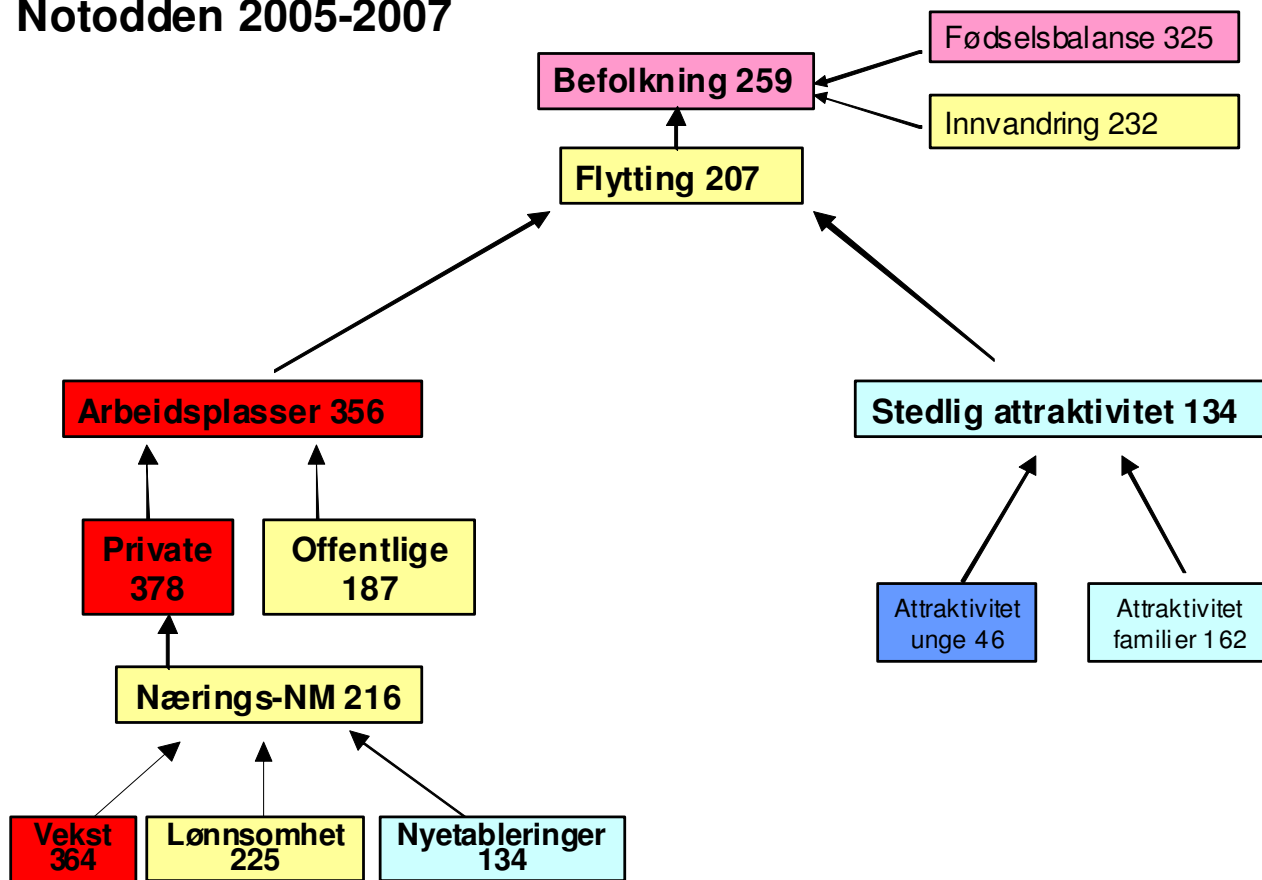 Notodden 2005-2007
Fødselsbalanse 325
Befolkning 259
Innvandring 232
Flytting 207
Arbeidsplasser 356
Stedlig attraktivitet 134
Private
378
Offentlige
187
Attraktivitet
unge 46
Attraktivitet
familier 162
Nærings-NM 216
Vekst
364
Lønnsomhet
225
Nyetableringer
134